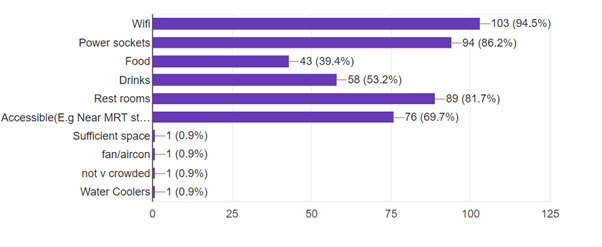 Wifi 103 (94.5%)
Power sockets 94 (86.2%)
Food 43 (39.4%)
Drinks 58 (53.2%)
Rest rooms 89 (81.7%)
Accessible(E.g Near MRT st… 76 (69.7%)
Sufficient space 1 (0.9%)
fan/aircon 1 (0.9%)
not v crowded 1 (0.9%)
Water Coolers 1 (0.9%)
0 25 50 75 100 125